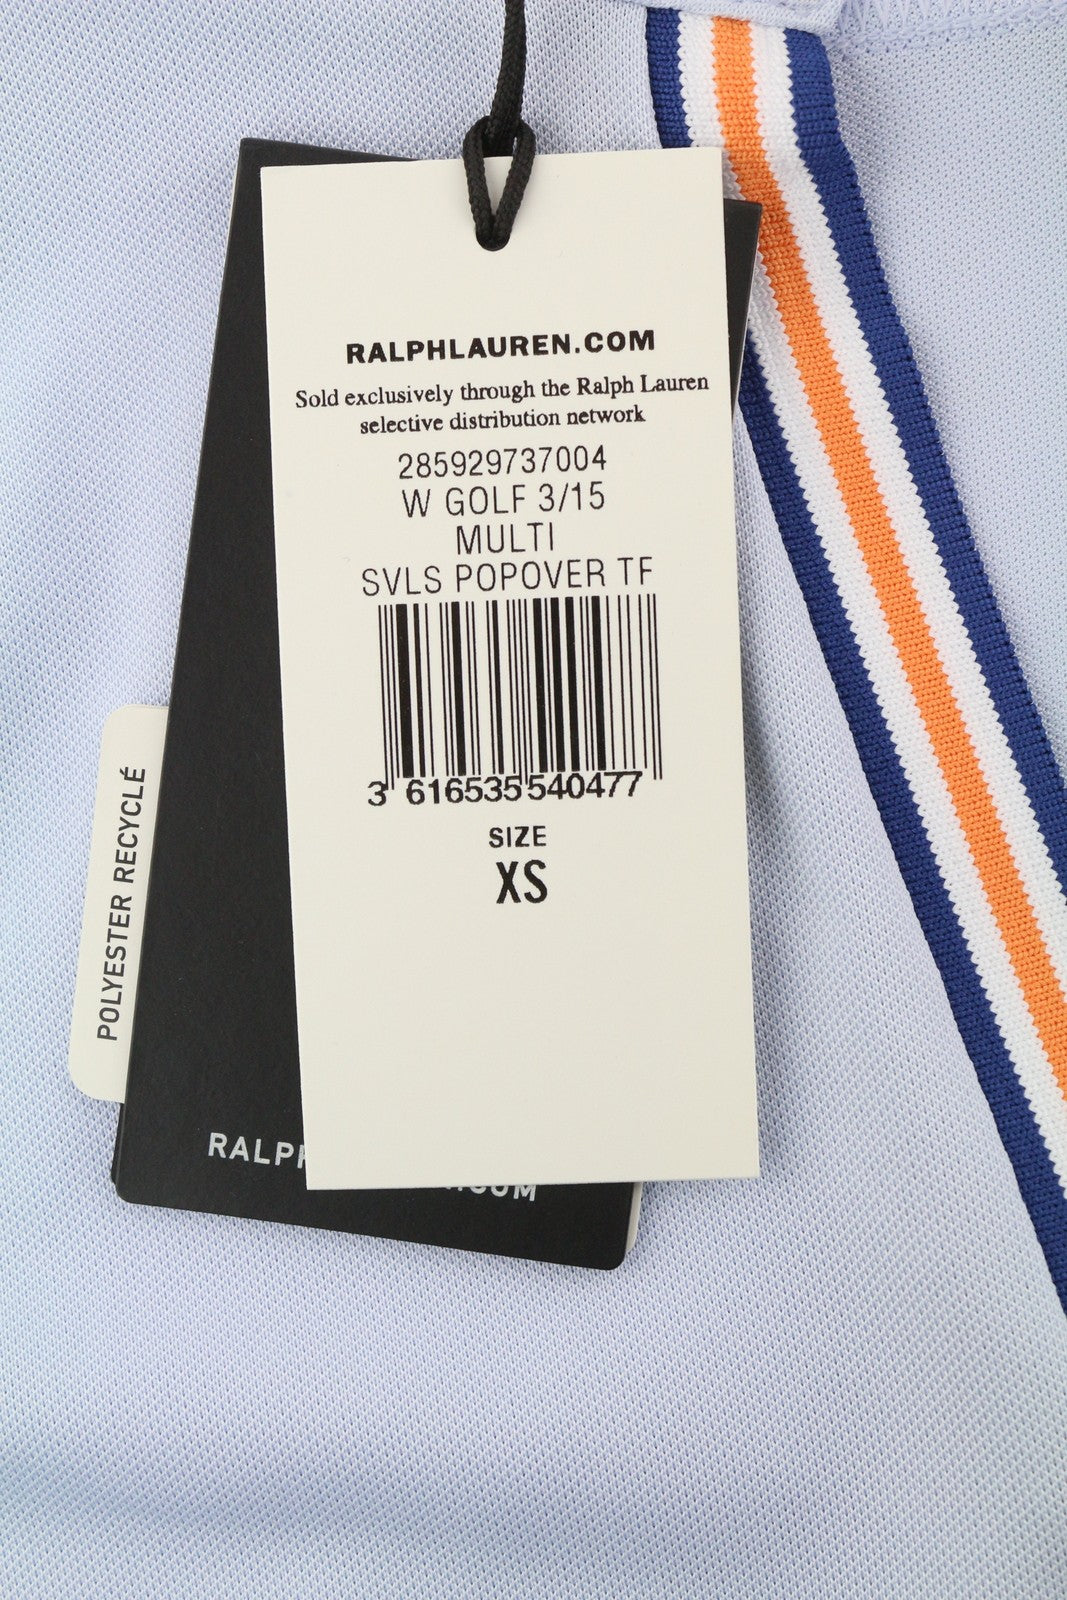 RALPHLAUREN.COM
Sold exclusively through the Ralph Lauren
selective distribution network
285929737004
W GOLF 3/15
MULTI
SVLS POPOVER TF
3 616535 540477
SIZE
XS
POLYESTER RECYCLÉ